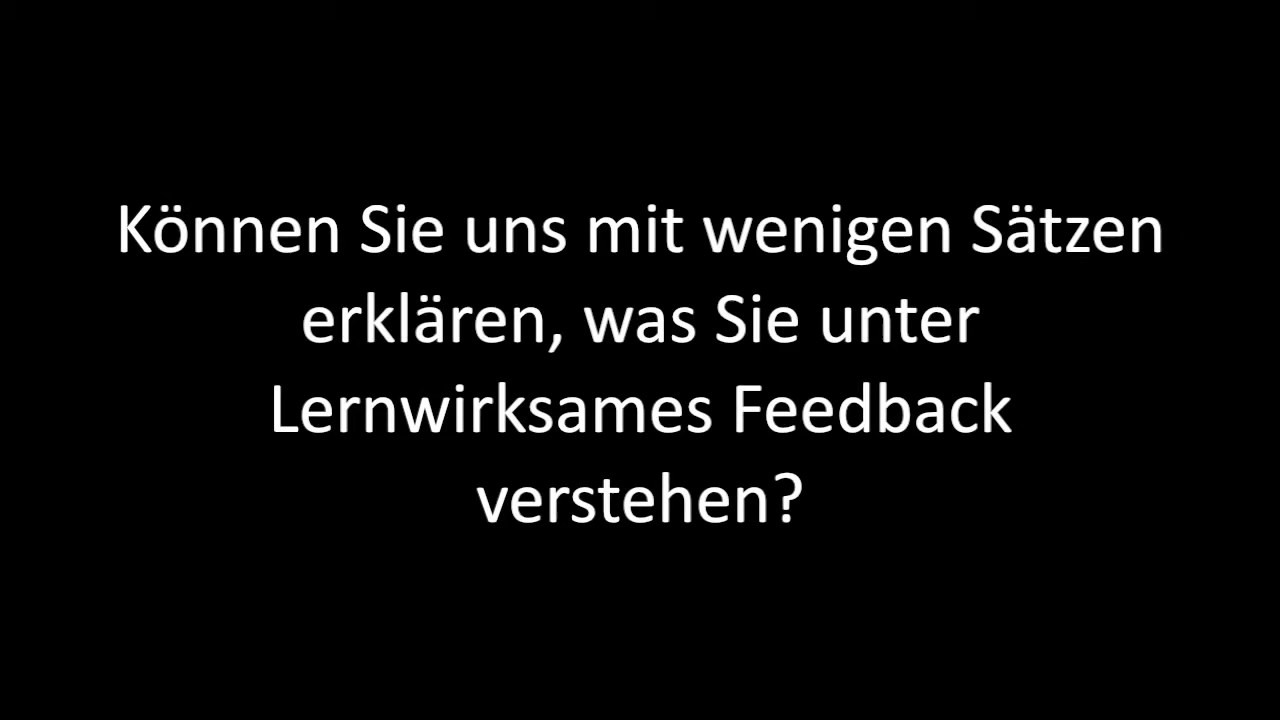 Können Sie uns mit wenigen Sätzen
erklären, was Sie unter
Lernwirksames Feedback
verstehen?